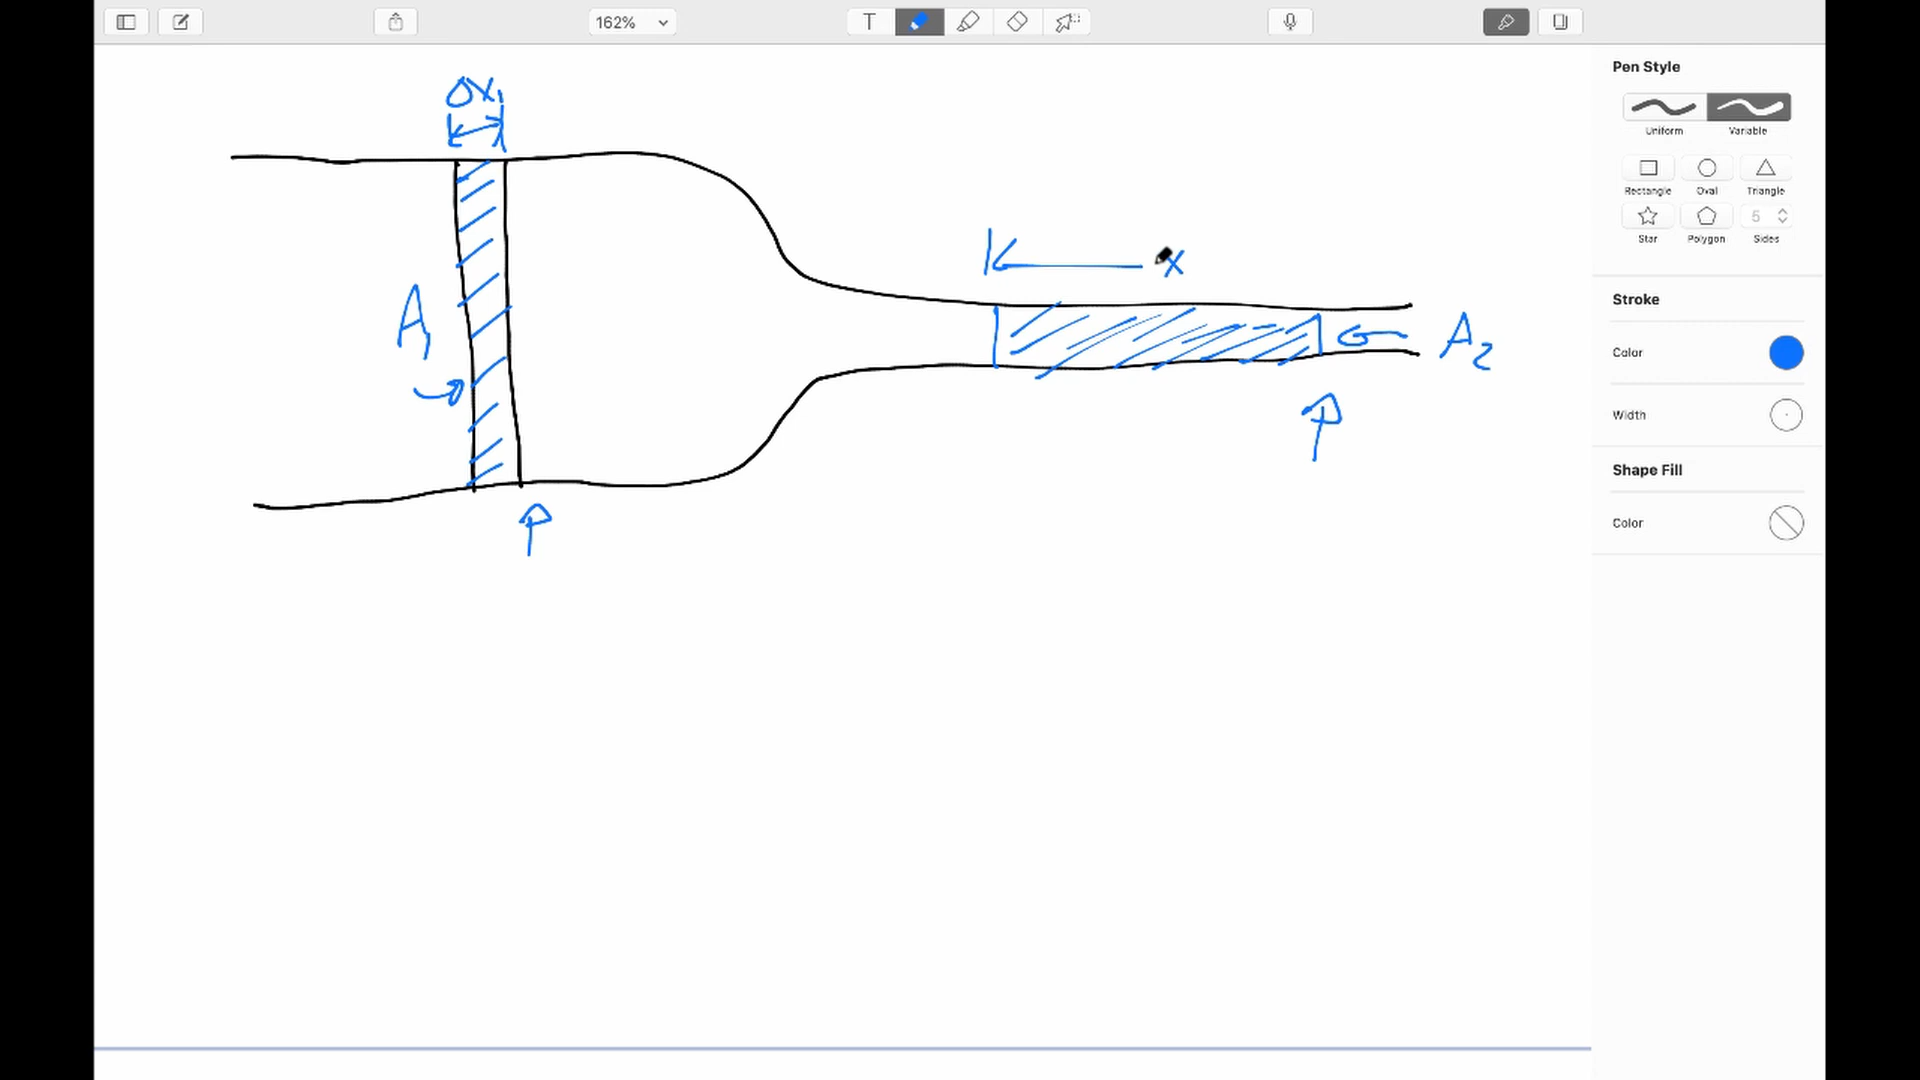 162%
T
Pen Style
Uniform
Variable
Rectangle
Oval
Triangle
5
Star
Polygon
Sides
Stroke
Color
Width
Shape Fill
Color
Δx₁
A₁
x
A₂